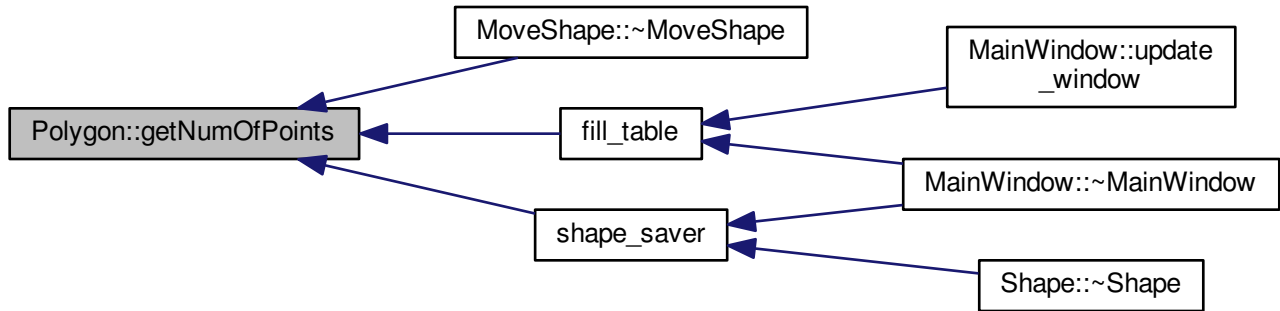 MoveShape::~MoveShape
MainWindow::update
_window
Polygon::getNumOfPoints
fill_table
MainWindow::~MainWindow
shape_saver
Shape::~Shape